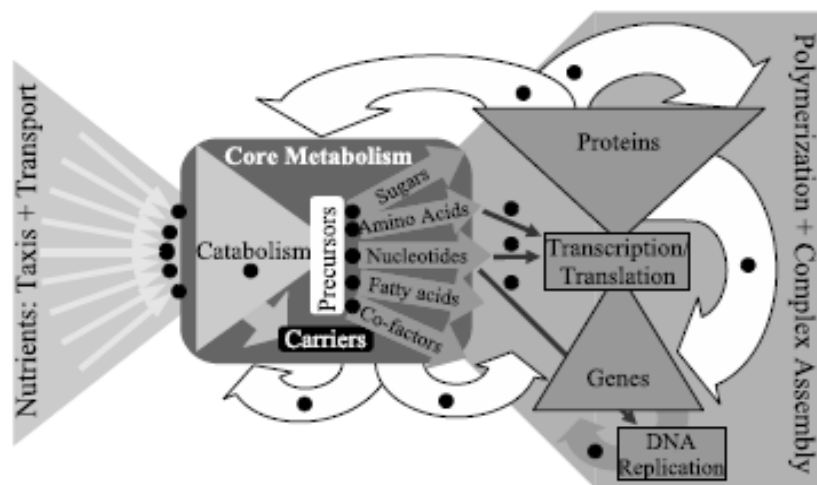 Nutrients: Taxis + Transport
Core Metabolism
Catabolism
Precursors
Carriers
Sugars
Amino Acids
Nucleotides
Fatty acids
Co-factors
Proteins
Transcription/
Translation
Genes
DNA
Replication
Polymerization + Complex Assembly